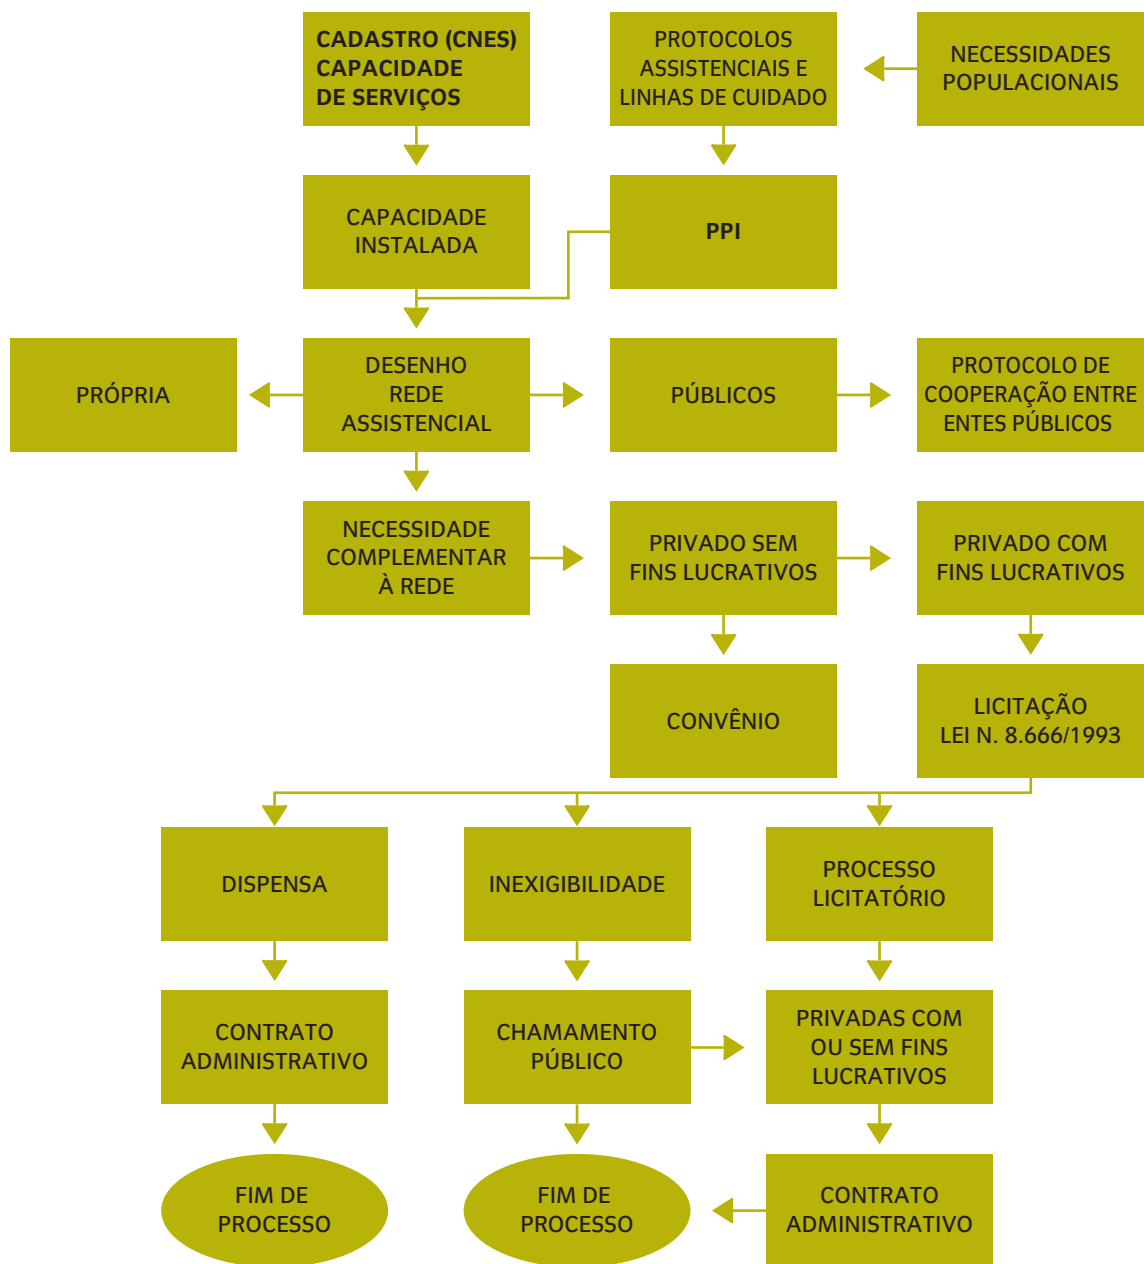 CADASTRO (CNES)
CAPACIDADE
DE SERVIÇOS
PROTOCOLOS
ASSISTENCIAIS E
LINHAS DE CUIDADO
NECESSIDADES
POPULACIONAIS
CAPACIDADE
INSTALADA
PPI
PRÓPRIA
DESENHO
REDE
ASSISTENCIAL
PÚBLICOS
PROTOCOLO DE
COOPERAÇÃO ENTRE
ENTES PÚBLICOS
NECESSIDADE
COMPLEMENTAR
À REDE
PRIVADO SEM
FINS LUCRATIVOS
PRIVADO COM
FINS LUCRATIVOS
CONVÊNIO
LICITAÇÃO
LEI N. 8.666/1993
DISPENSA
INEXIGIBILIDADE
PROCESSO
LICITATÓRIO
CONTRATO
ADMINISTRATIVO
CHAMAMENTO
PÚBLICO
PRIVADAS COM
OU SEM FINS
LUCRATIVOS
FIM DE
PROCESSO
FIM DE
PROCESSO
CONTRATO
ADMINISTRATIVO